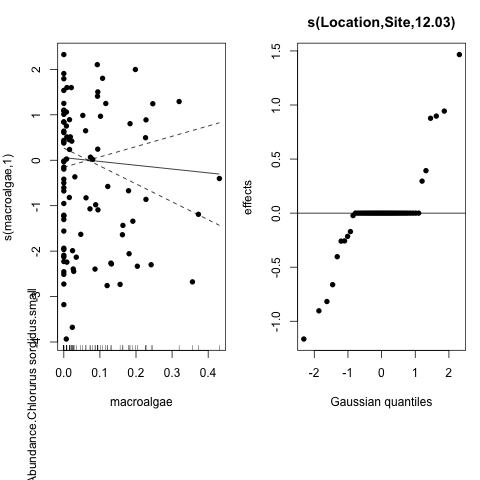 s(Location,Site,12.03)
s(macroalgae,1)
2
1
0
-1
-2
-3
-4
0.0 0.1 0.2 0.3 0.4
macroalgae
Abundance.Chlorurus sordidus.small
effects
1.5
1.0
0.5
0.0
-0.5
-1.0
-2 -1 0 1 2
Gaussian quantiles